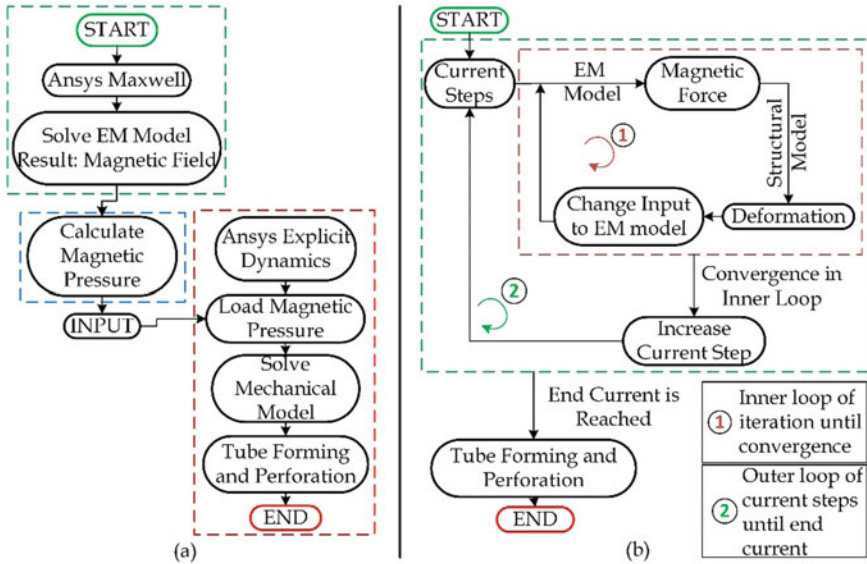 START
Ansys Maxwell
Solve EM Model
Result: Magnetic Field
Calculate
Magnetic
Pressure
INPUT
Ansys Explicit
Dynamics
Load Magnetic
Pressure
Solve
Mechanical
Model
Tube Forming
and Perforation
END
(a)
START
Current
Steps
EM
Model
Magnetic
Force
Structural
Model
1
Change Input
to EM model
Deformation
2
Convergence in
Inner Loop
Increase
Current Step
End Current is
Reached
Tube Forming and
Perforation
END
(b)
1
Inner loop of
iteration until
convergence
2
Outer loop of
current steps
until end
current